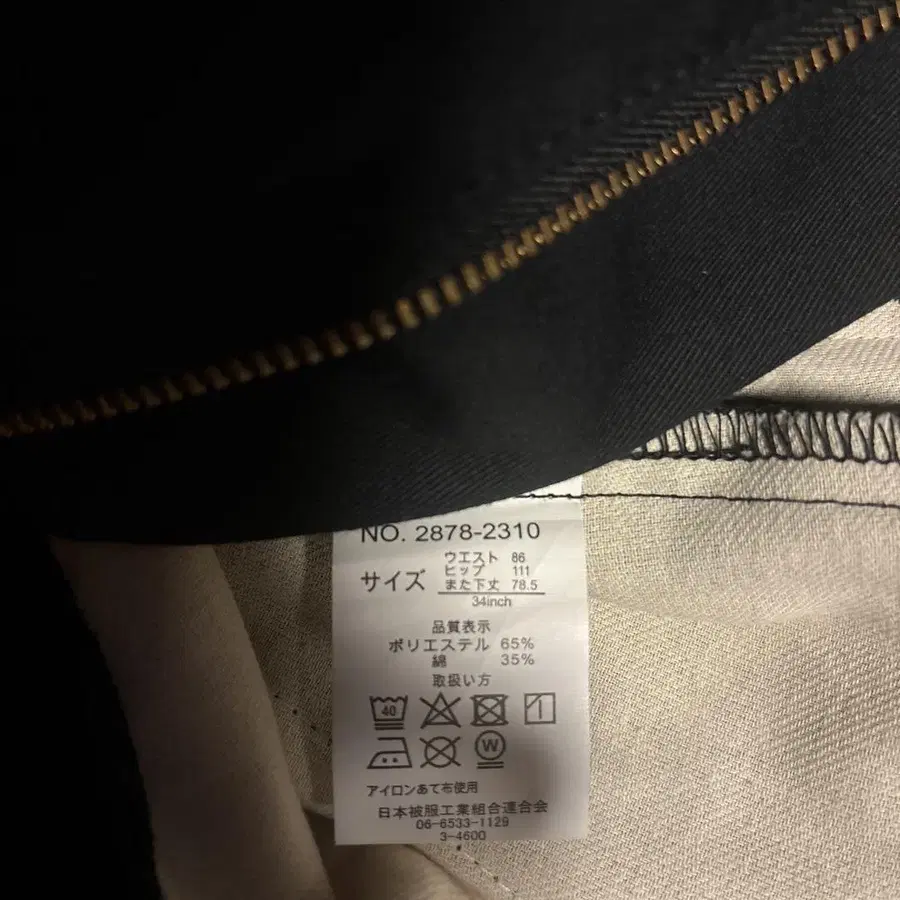 NO. 2878-2310
サイズ
ウエスト 86
ヒップ 111
また下丈 78.5
34inch
品質表示
ポリエステル 65%
綿 35%
取扱い方
40
W
アイロンあて布使用
日本被服工業組合連合会
06-6533-1129
3-4600